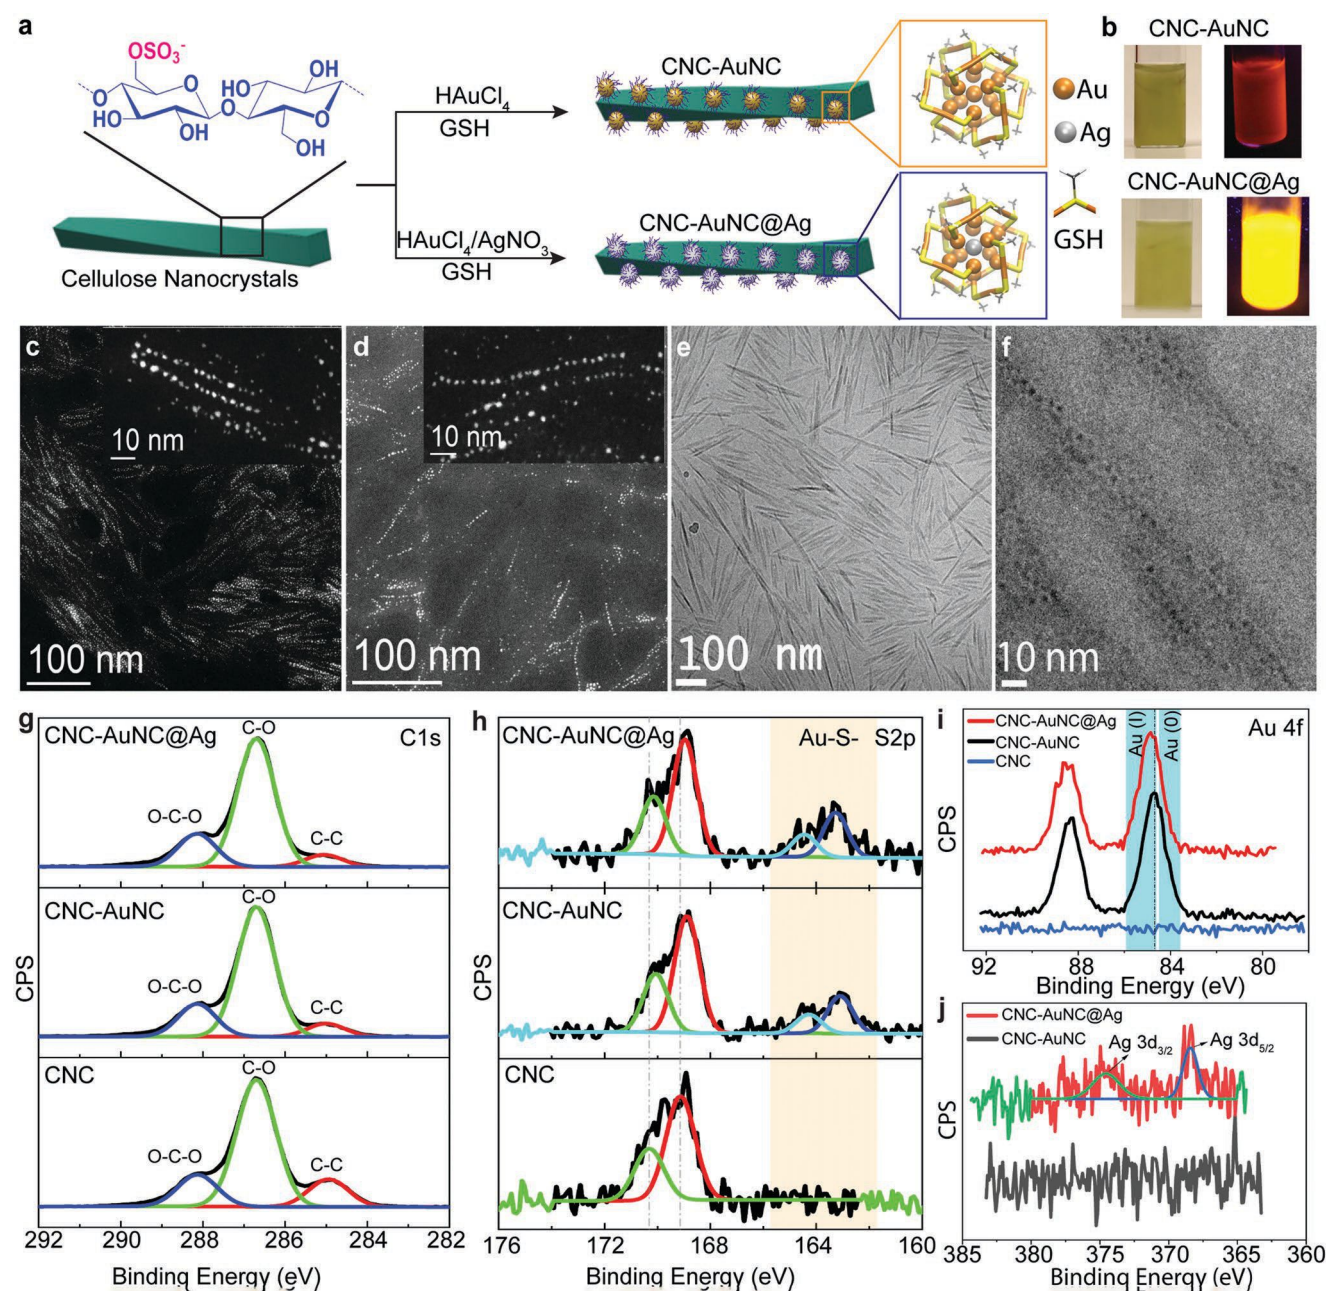 a
b
CNC-AuNC
OSO₃⁻
OH
OH
HO
O
HO
O
O
O
O
HO
OH
OH
HAuCl₄
GSH
CNC-AuNC
Au
Ag
GSH
CNC-AuNC@Ag
HAuCl₄/AgNO₃
GSH
CNC-AuNC@Ag
Cellulose Nanocrystals
c
10 nm
100 nm
d
10 nm
100 nm
e
100 nm
f
10 nm
g
CNC-AuNC@Ag
C1s
C-O
O-C-O
C-C
CNC-AuNC
C-O
O-C-O
C-C
CNC
C-O
O-C-O
C-C
CPS
292 290 288 286 284 282
Binding Energy (eV)
h
CNC-AuNC@Ag
Au-S- S2p
CNC-AuNC
CNC
CPS
176 172 168 164 160
Binding Energy (eV)
i
CNC-AuNC@Ag
CNC-AuNC
CNC
Au (I)
Au (0)
Au 4f
CPS
92 88 84 80
Binding Energy (eV)
j
CNC-AuNC@Ag
CNC-AuNC
Ag 3d₃/₂
Ag 3d₅/₂
CPS
385 380 375 370 365 360
Binding Energy (eV)